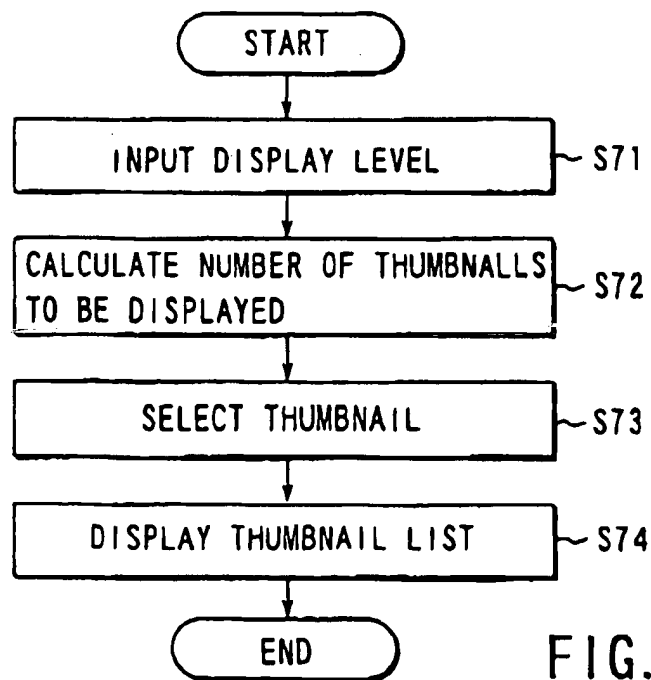 START
INPUT DISPLAY LEVEL
~ S71
CALCULATE NUMBER OF THUMBNALLS
TO BE DISPLAYED
~ S72
SELECT THUMBNAIL
~ S73
DISPLAY THUMBNAIL LIST
~ S74
END
FIG.